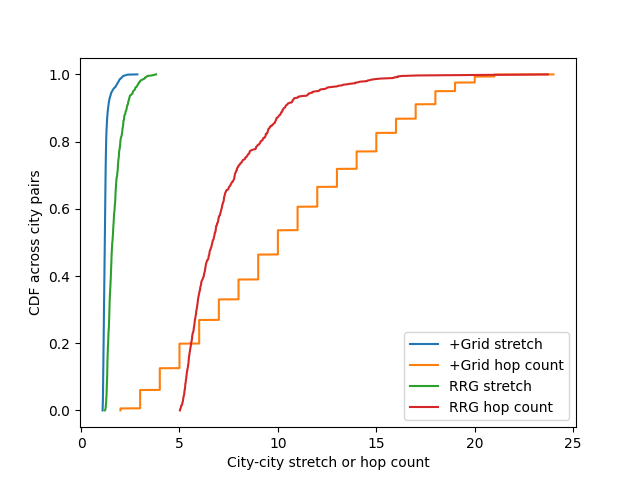 1.0
0.8
0.6
0.4
0.2
0.0
CDF across city pairs
+Grid stretch
+Grid hop count
RRG stretch
RRG hop count
0
5
10
15
20
25
City-city stretch or hop count